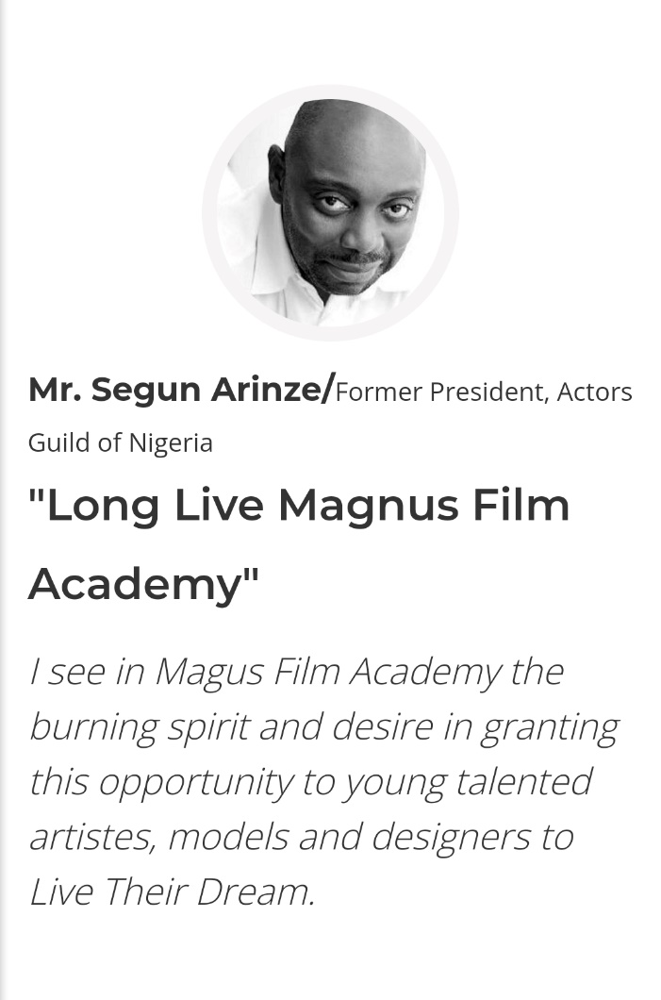 Mr. Segun Arinze/Former President, Actors
Guild of Nigeria
"Long Live Magnus Film
Academy"
I see in Magus Film Academy the
burning spirit and desire in granting
this opportunity to young talented
artistes, models and designers to
Live Their Dream.